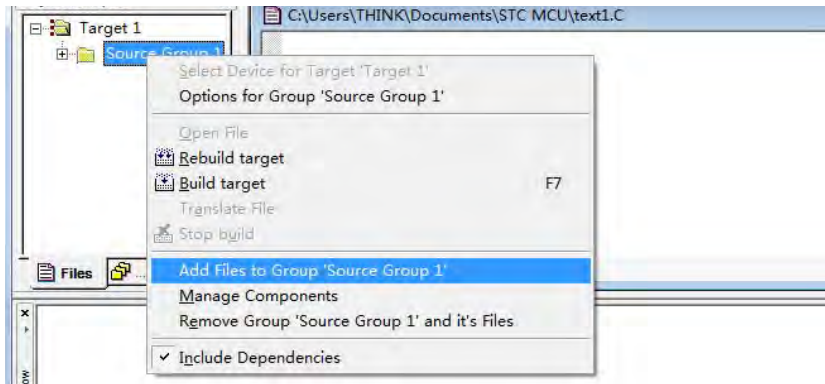 C:\Users\THINK\Documents\STC MCU\text1.C
Target 1
Source Group 1
Select Device for Target 'Target 1'
Options for Group 'Source Group 1'
Open File
Rebuild target
Build target F7
Translate File
Stop build
Add Files to Group 'Source Group 1'
Manage Components
Remove Group 'Source Group 1' and it's Files
Include Dependencies
Files
...
ow